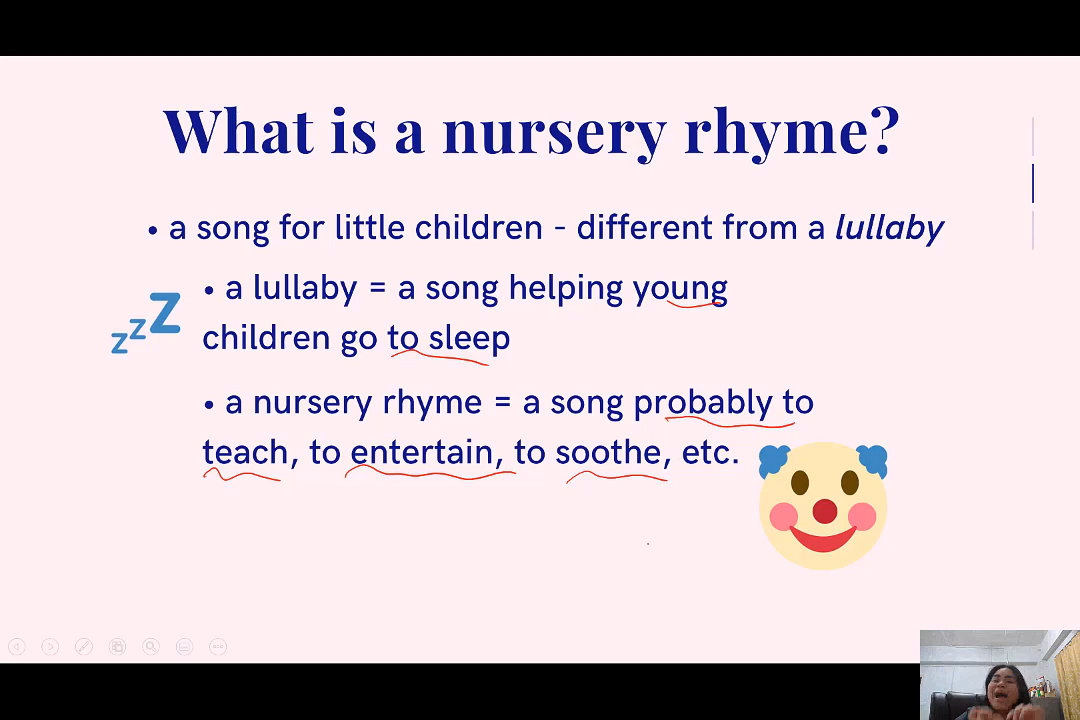 What is a nursery rhyme?
• a song for little children - different from a lullaby
• a lullaby = a song helping young
children go to sleep
zzZ
• a nursery rhyme = a song probably to
teach, to entertain, to soothe, etc.